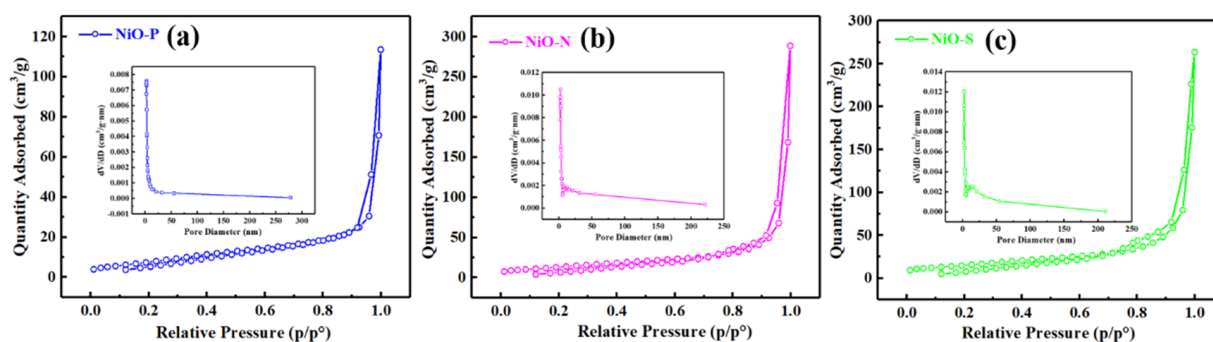 NiO-P (a)
Quantity Adsorbed (cm³/g)
120
100
80
60
40
20
0
0.0 0.2 0.4 0.6 0.8 1.0
Relative Pressure (p/p°)
dV/dD (cm³/g·nm)
0.008
0.007
0.006
0.005
0.004
0.003
0.002
0.001
0.000
-0.001
0 50 100 150 200 250 300
Pore Diameter (nm)
NiO-N (b)
Quantity Adsorbed (cm³/g)
300
250
200
150
100
50
0
0.0 0.2 0.4 0.6 0.8 1.0
Relative Pressure (p/p°)
dV/dD (cm³/g·nm)
0.012
0.010
0.008
0.006
0.004
0.002
0.000
0 50 100 150 200 250
Pore Diameter (nm)
NiO-S (c)
Quantity Adsorbed (cm³/g)
300
250
200
150
100
50
0
0.0 0.2 0.4 0.6 0.8 1.0
Relative Pressure (p/p°)
dV/dD (cm³/g·nm)
0.014
0.012
0.010
0.008
0.006
0.004
0.002
0.000
0 50 100 150 200 250
Pore Diameter (nm)